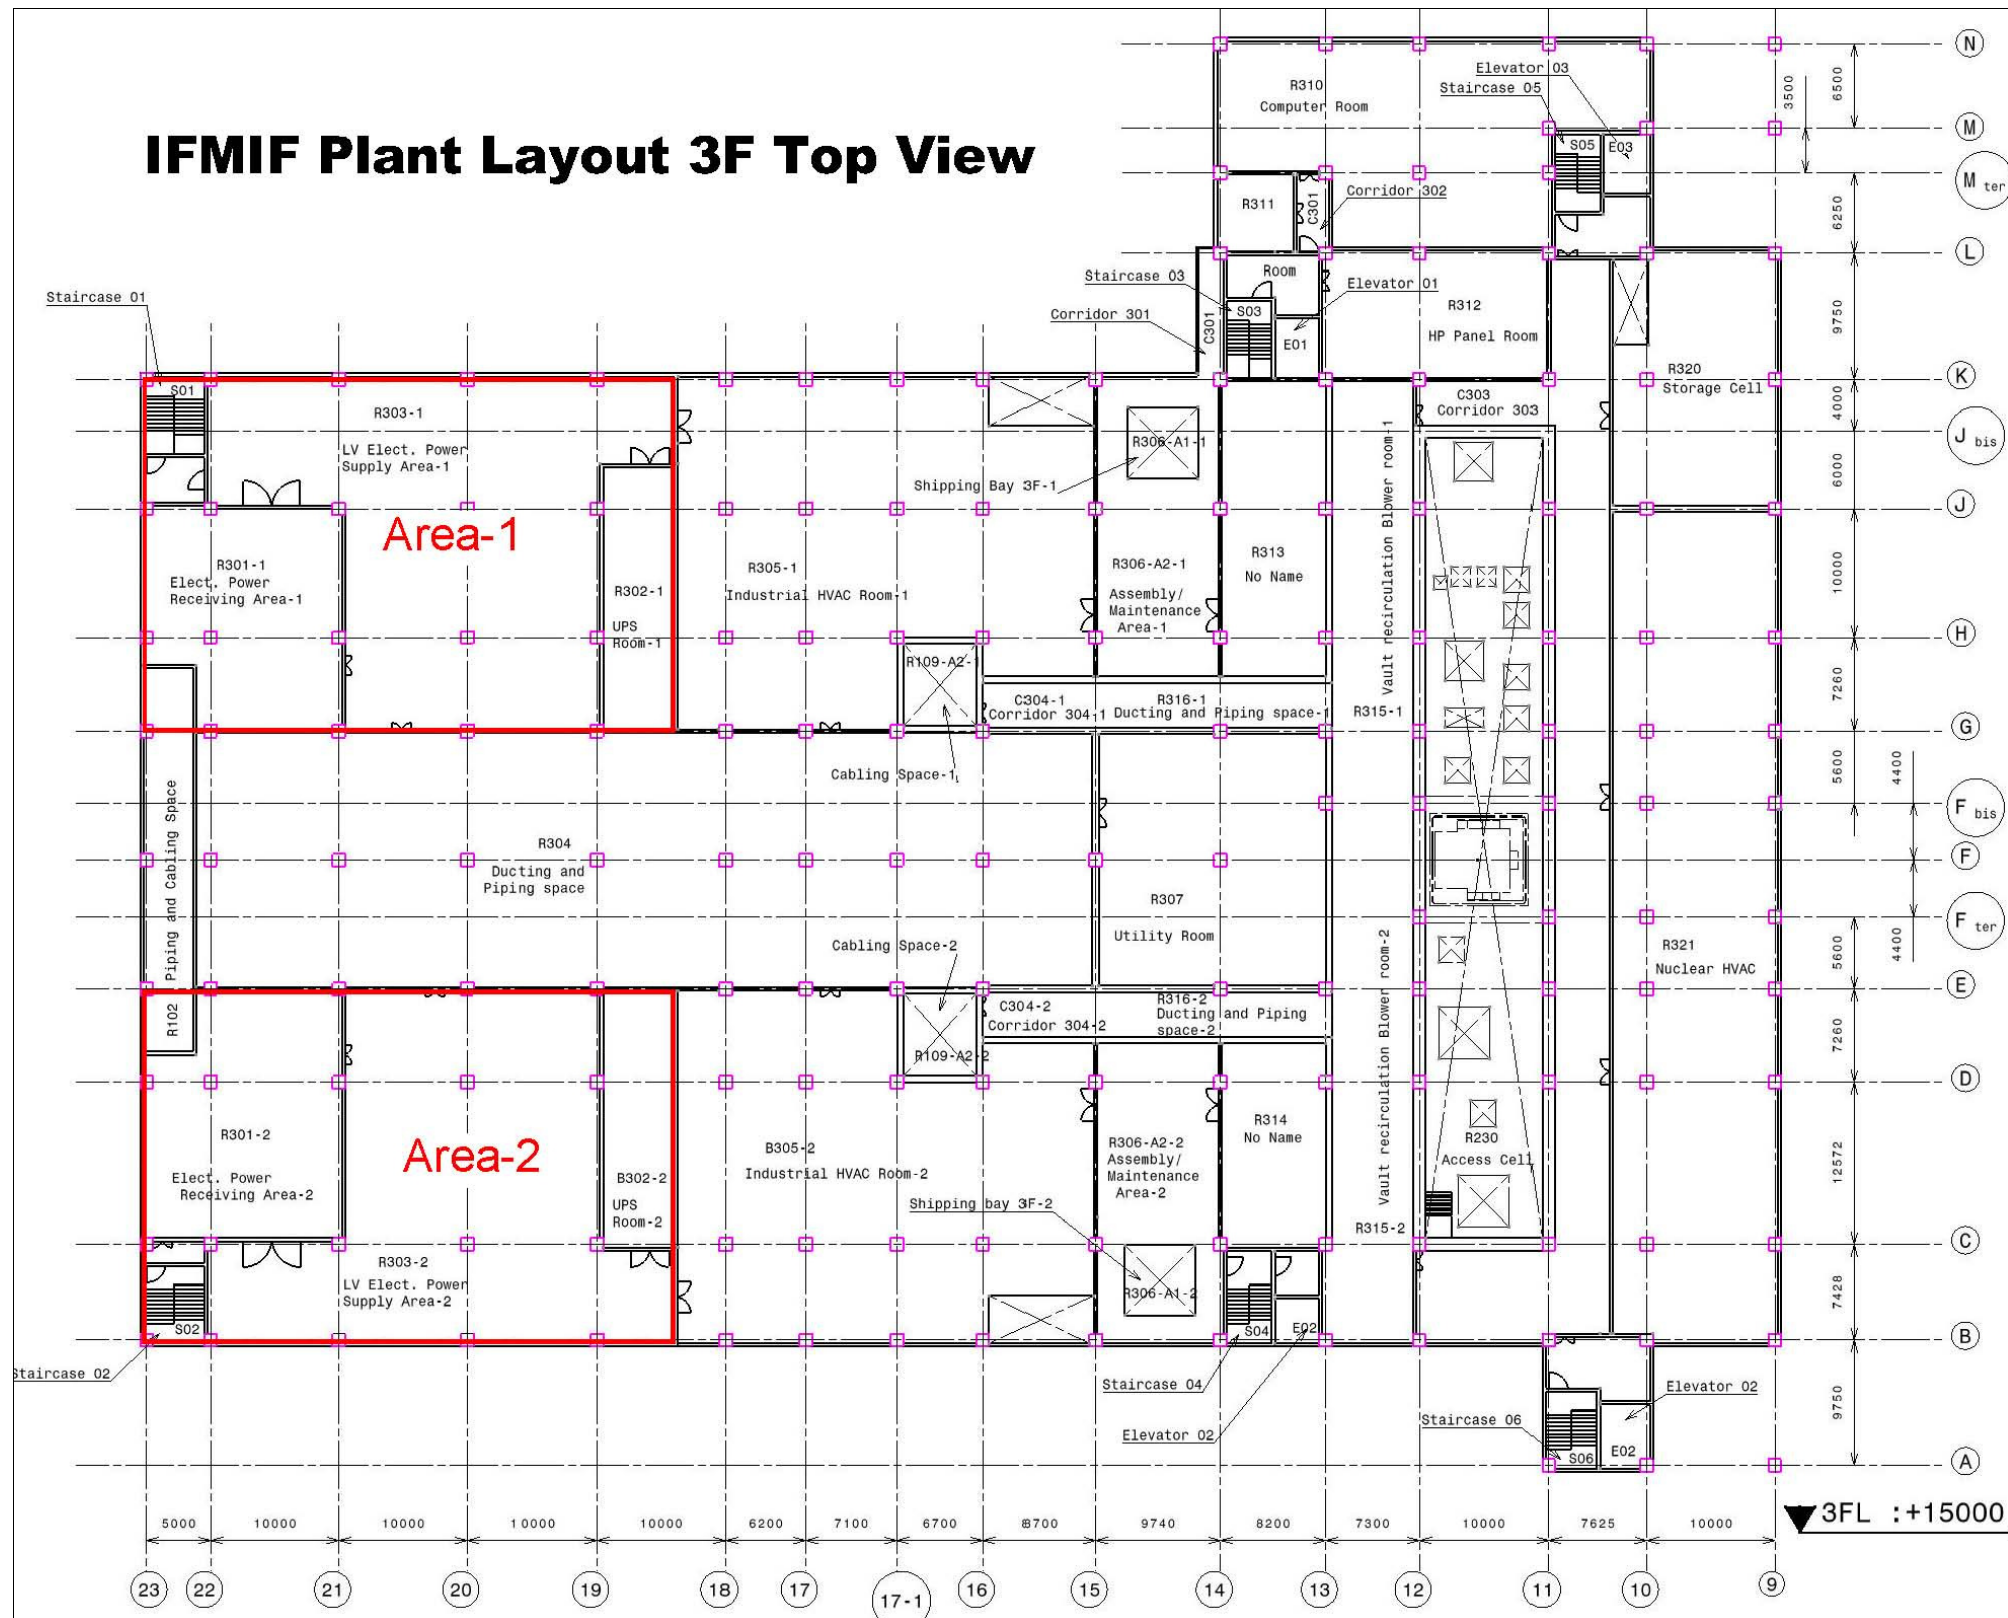 IFMIF Plant Layout 3F Top View
N
6500
3500
M
M ter
6250
L
9750
K
4000
J bis
6000
J
10000
H
7260
G
5600
4400
F bis
F
F ter
4400
5600
E
7260
D
12572
C
7428
B
9750
A
R310
Computer Room
Elevator 03
Staircase 05
S05
E03
R311
C301
Corridor 302
Room
Staircase 03
Elevator 01
S03
E01
Corridor 301
C301
R312
HP Panel Room
R320
Storage Cell
C303
Corridor 303
Staircase 01
S01
R303-1
LV Elect. Power
Supply Area-1
Area-1
R301-1
Elect. Power
Receiving Area-1
R302-1
UPS
Room-1
R305-1
Industrial HVAC Room-1
R306-A1-1
Shipping Bay 3F-1
R306-A2-1
Assembly/
Maintenance
Area-1
R313
No Name
Vault recirculation Blower room-1
R315-1
R109-A2-1
C304-1
Corridor 304-1
R316-1
Ducting and Piping space-1
Cabling Space-1
R304
Ducting and
Piping space
Piping and Cabling Space
R102
R307
Utility Room
Cabling Space-2
R321
Nuclear HVAC
R109-A2-2
C304-2
Corridor 304-2
R316-2
Ducting and Piping
space-2
Vault recirculation Blower room-2
R315-2
R301-2
Elect. Power
Receiving Area-2
Area-2
B302-2
UPS
Room-2
B305-2
Industrial HVAC Room-2
R306-A2-2
Assembly/
Maintenance
Area-2
R314
No Name
R230
Access Cell
Shipping bay 3F-2
R306-A1-2
R303-2
LV Elect. Power
Supply Area-2
S02
Staircase 02
S04
E02
Staircase 04
Elevator 02
Staircase 06
S06
E02
Elevator 02
3FL :+15000
5000
10000
10000
10000
10000
6200
7100
6700
8700
9740
8200
7300
10000
7625
10000
23
22
21
20
19
18
17
17-1
16
15
14
13
12
11
10
9